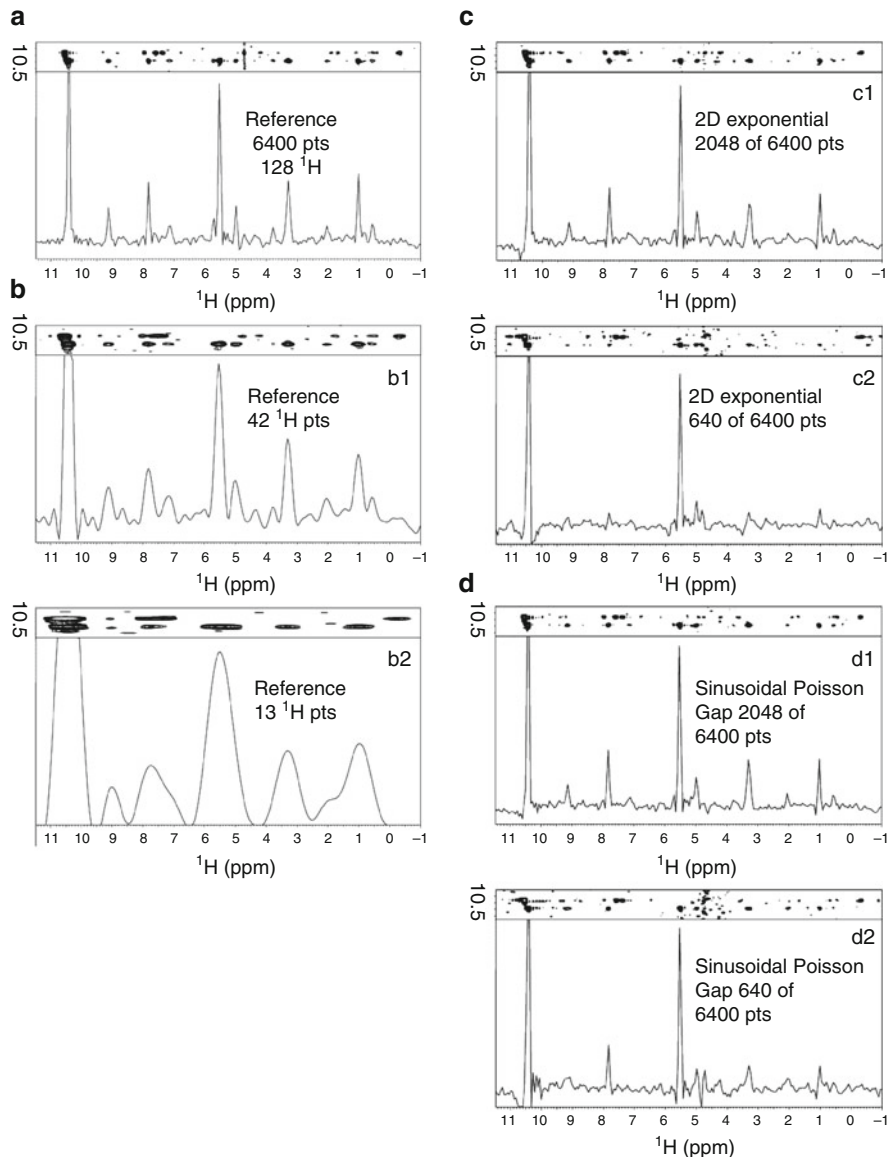 a
10.5
Reference
6400 pts
128 ¹H
11 10 9 8 7 6 5 4 3 2 1 0 –1
¹H (ppm)
b
10.5
b1
Reference
42 ¹H pts
11 10 9 8 7 6 5 4 3 2 1 0 –1
¹H (ppm)
10.5
b2
Reference
13 ¹H pts
11 10 9 8 7 6 5 4 3 2 1 0 –1
¹H (ppm)
c
10.5
c1
2D exponential
2048 of 6400 pts
11 10 9 8 7 6 5 4 3 2 1 0 –1
¹H (ppm)
10.5
c2
2D exponential
640 of 6400 pts
11 10 9 8 7 6 5 4 3 2 1 0 –1
¹H (ppm)
d
10.5
d1
Sinusoidal Poisson
Gap 2048 of
6400 pts
11 10 9 8 7 6 5 4 3 2 1 0 –1
¹H (ppm)
10.5
d2
Sinusoidal Poisson
Gap 640 of
6400 pts
11 10 9 8 7 6 5 4 3 2 1 0 –1
¹H (ppm)